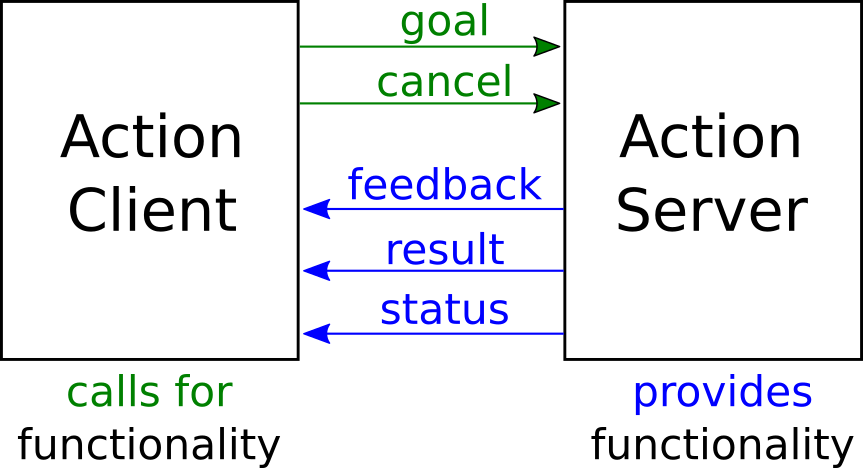 Action
Client
goal
cancel
feedback
result
status
Action
Server
calls for
functionality
provides
functionality